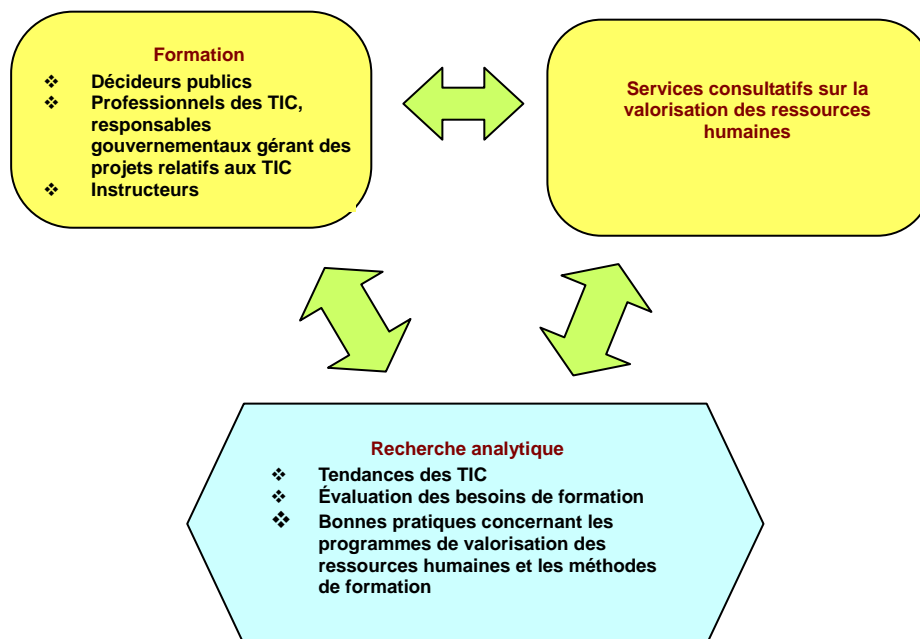 Formation
❖ Décideurs publics
❖ Professionnels des TIC,
responsables
gouvernementaux gérant des
projets relatifs aux TIC
❖ Instructeurs
Services consultatifs sur la
valorisation des ressources
humaines
Recherche analytique
❖ Tendances des TIC
❖ Évaluation des besoins de formation
❖ Bonnes pratiques concernant les
programmes de valorisation des
ressources humaines et les méthodes
de formation